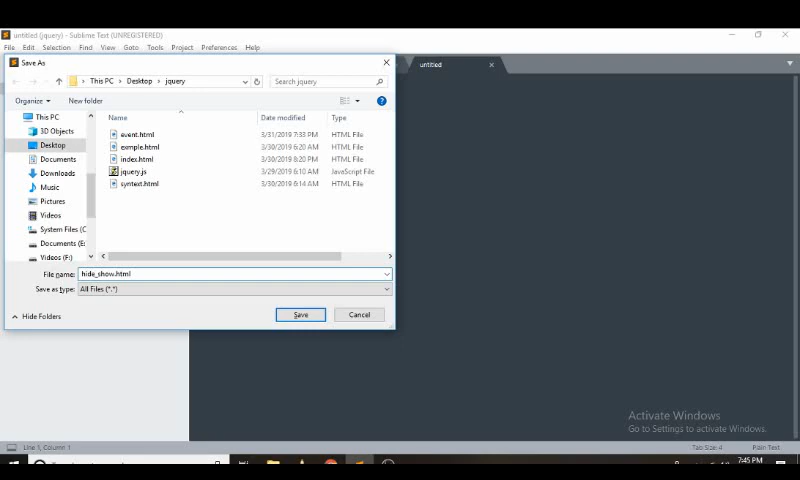 untitled (jquery) - Sublime Text (UNREGISTERED)
File Edit Selection Find View Goto Tools Project Preferences Help
untitled
Save As
This PC > Desktop > jquery
Search jquery
Organize
New folder
Name Date modified Type
This PC
3D Objects
Desktop
Documents
Downloads
Music
Pictures
Videos
System Files (C
Documents (E:
Videos (F:)
event.html 3/31/2019 7:33 PM HTML File
exmple.html 3/30/2019 6:20 AM HTML File
index.html 3/30/2019 8:20 PM HTML File
jquery.js 3/29/2019 6:10 AM JavaScript File
syntext.html 3/30/2019 6:14 AM HTML File
File name: hide_show.html
Save as type: All Files (*.*)
Hide Folders
Save
Cancel
Activate Windows
Go to Settings to activate Windows.
Line 1, Column 1
Tab Size: 4
Plain Text
7:45 PM